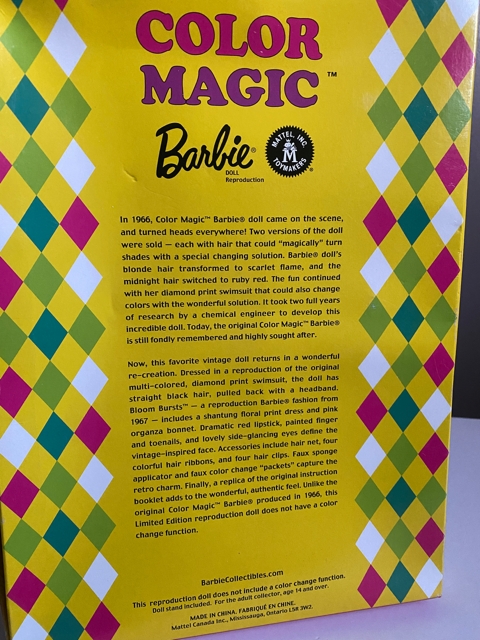 COLOR
MAGIC™
Barbie®
DOLL
Reproduction
MATTEL, INC.
M
TOYMAKERS
®
In 1966, Color Magic™ Barbie® doll came on the scene,
and turned heads everywhere! Two versions of the doll
were sold — each with hair that could "magically" turn
shades with a special changing solution. Barbie® doll's
blonde hair transformed to scarlet flame, and the
midnight hair switched to ruby red. The fun continued
with her diamond print swimsuit that could also change
colors with the wonderful solution. It took two full years
of research by a chemical engineer to develop this
incredible doll. Today, the original Color Magic™ Barbie®
is still fondly remembered and highly sought after.
Now, this favorite vintage doll returns in a wonderful
re-creation. Dressed in a reproduction of the original
multi-colored, diamond print swimsuit, the doll has
straight black hair, pulled back with a headband.
Bloom Bursts™ — a reproduction Barbie® fashion from
1967 — includes a shantung floral print dress and pink
organza bonnet. Dramatic red lipstick, painted finger
and toenails, and lovely side-glancing eyes define the
vintage-inspired face. Accessories include hair net, four
colorful hair ribbons, and four hair clips. Faux sponge
applicator and faux color change "packets" capture the
retro charm. Finally, a replica of the original instruction
booklet adds to the wonderful, authentic feel. Unlike the
original Color Magic™ Barbie® produced in 1966, this
Limited Edition reproduction doll does not have a color
change function.
BarbieCollectibles.com
This reproduction doll does not include a color change function.
Doll stand included. For the adult collector, age 14 and over.
MADE IN CHINA. FABRIQUÉ EN CHINE.
Mattel Canada Inc., Mississauga, Ontario L5R 3W2.